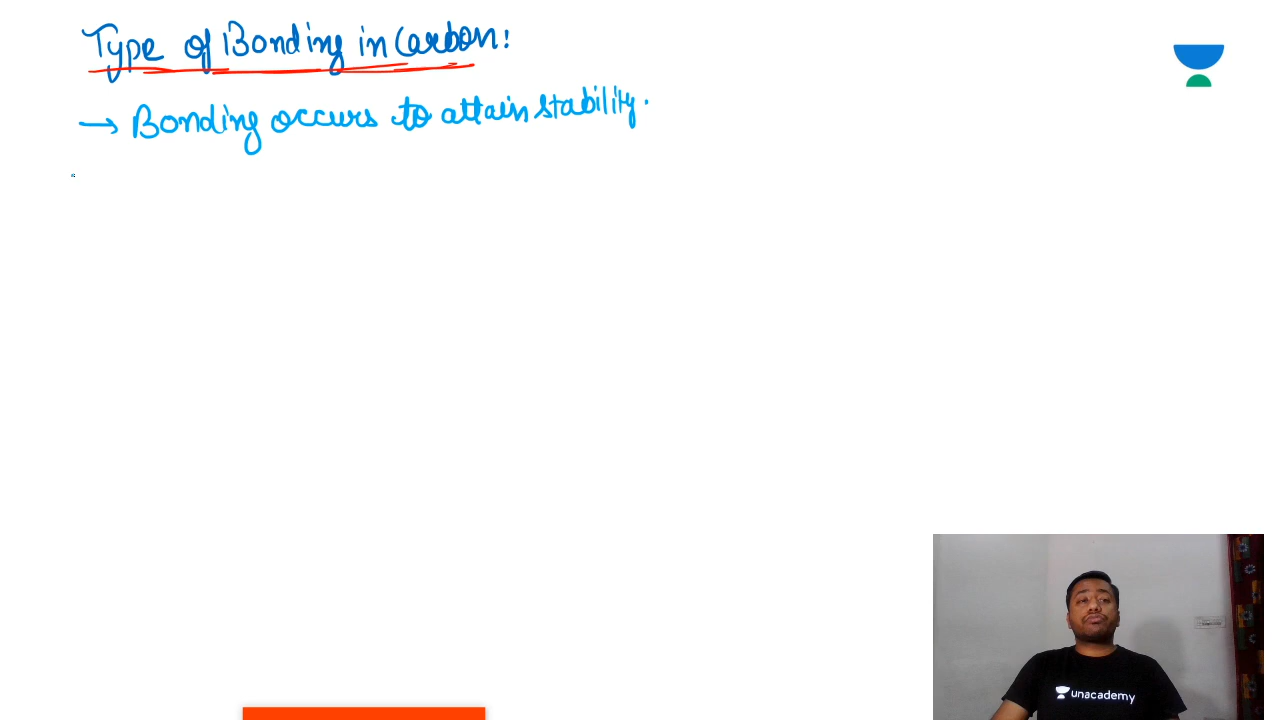 Type of Bonding in Carbon:
→ Bonding occurs to attain stability.
unacademy